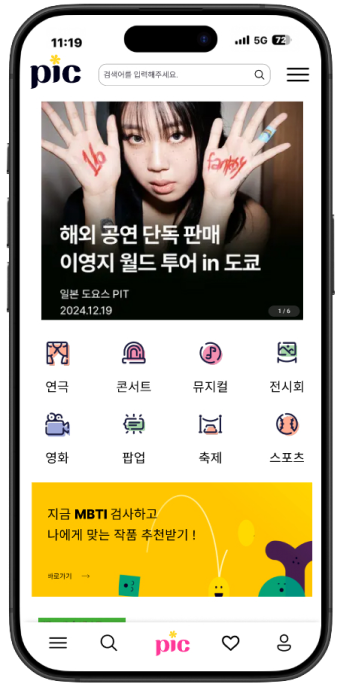 11:19
5G
72
pic
검색어를 입력해주세요.
16
fantasy
해외 공연 단독 판매
이영지 월드 투어 in 도쿄
일본 도요스 PIT
2024.12.19
1 / 6
연극
콘서트
뮤지컬
전시회
영화
팝업
축제
스포츠
지금 MBTI 검사하고
나에게 맞는 작품 추천받기 !
바로가기 →
pic